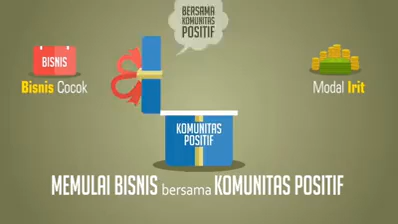 BERSAMA
KOMUNITAS
POSITIF
BISNIS
Bisnis Cocok
Modal Irit
KOMUNITAS
POSITIF
MEMULAI BISNIS bersama KOMUNITAS POSITIF